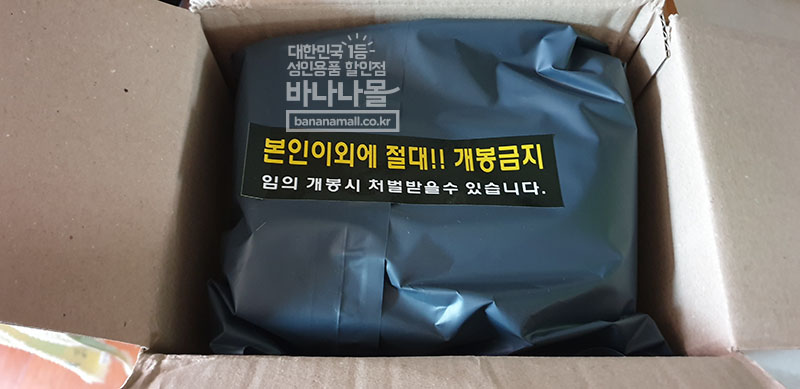 대한민국 1등
성인용품 할인점
바나나몰
bananamall.co.kr
본인이외에 절대!! 개봉금지
임의 개봉시 처벌받을수 있습니다.